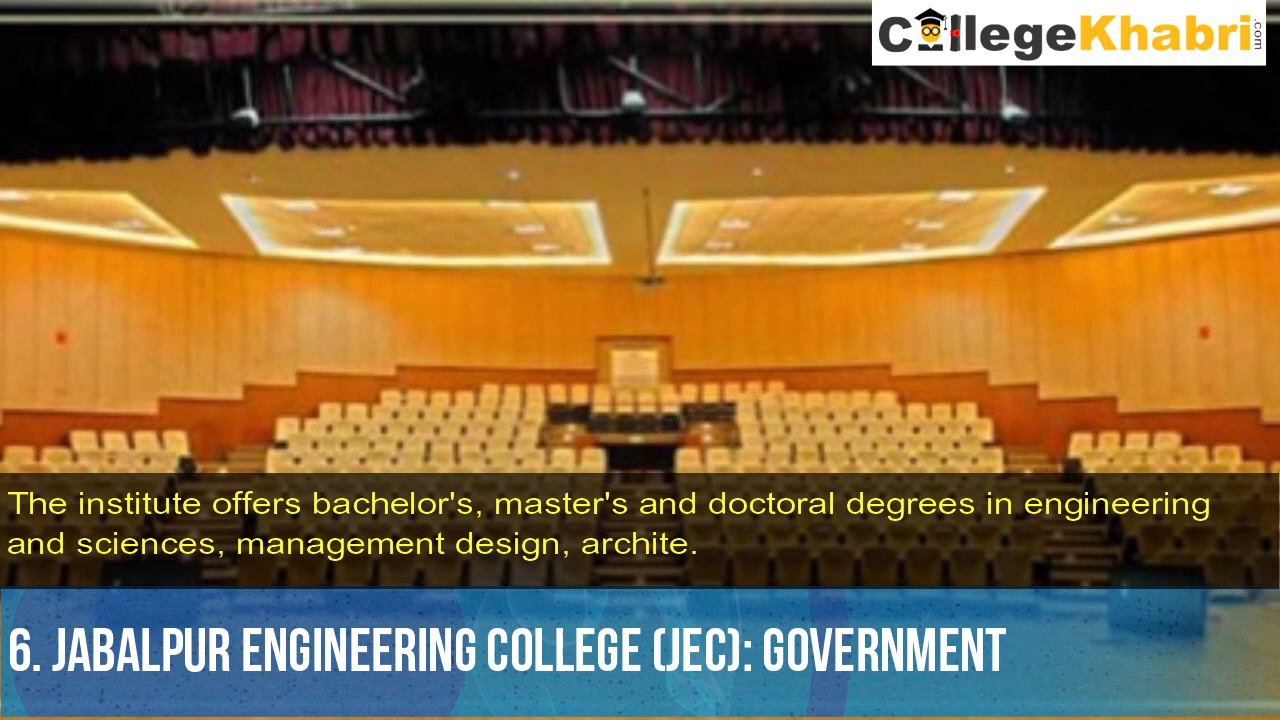 CollegeKhabri.com
The institute offers bachelor's, master's and doctoral degrees in engineering
and sciences, management design, archite.
6. JABALPUR ENGINEERING COLLEGE (JEC): GOVERNMENT